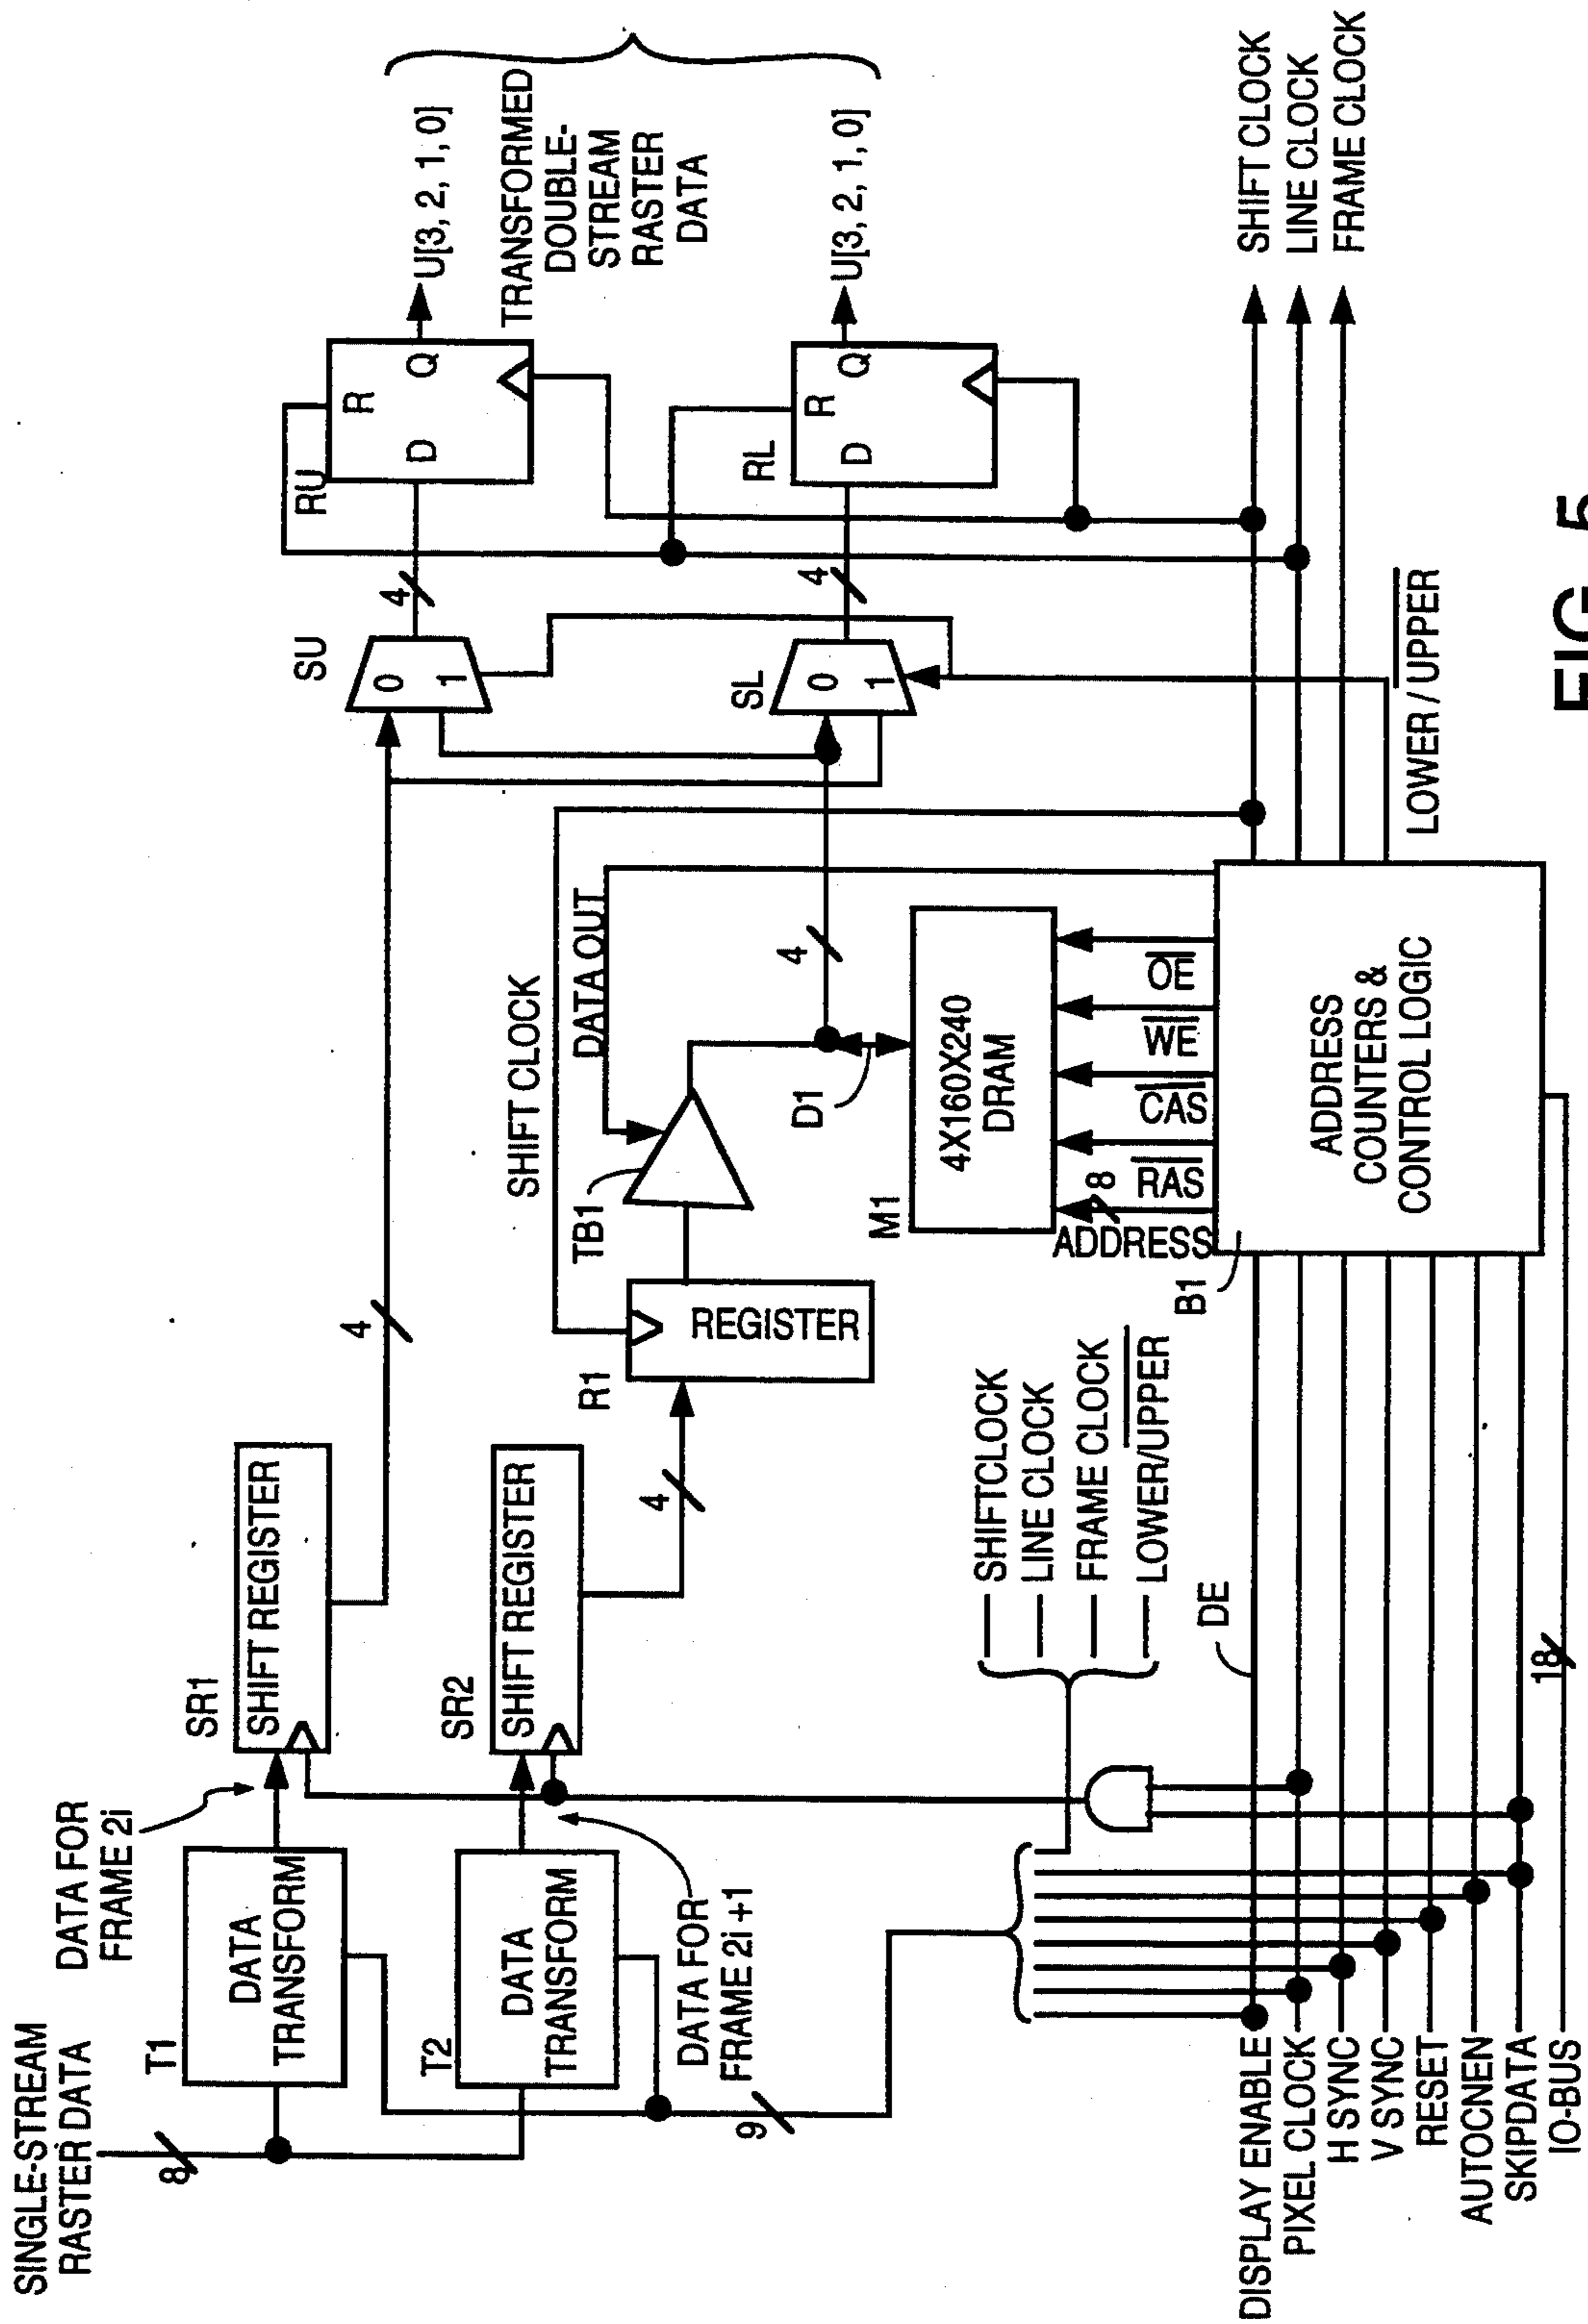 SINGLE-STREAM
RASTER DATA
8
T1
DATA
TRANSFORM
DATA FOR
FRAME 2i
SR1
SHIFT REGISTER
4
T2
DATA
TRANSFORM
DATA FOR
FRAME 2i +1
SR2
SHIFT REGISTER
4
9
R1
REGISTER
SHIFT CLOCK
DATA OUT
TB1
D1
4
M1
4X160X240
DRAM
ADDRESS
8
RAS
CAS
WE
OE
SU
0
1
4
SL
0
1
4
RU
R
D
Q
U[3, 2, 1, 0]
RL
R
D
Q
U[3, 2, 1, 0]
TRANSFORMED
DOUBLE-
STREAM
RASTER
DATA
SHIFTCLOCK
LINE CLOCK
FRAME CLOCK
LOWER/UPPER
DE
B1
ADDRESS
COUNTERS &
CONTROL LOGIC
DISPLAY ENABLE
PIXEL CLOCK
H SYNC
V SYNC
RESET
AUTOCNEN
SKIPDATA
IO-BUS
18
LOWER / UPPER
SHIFT CLOCK
LINE CLOCK
FRAME CLOCK
FIG. 5